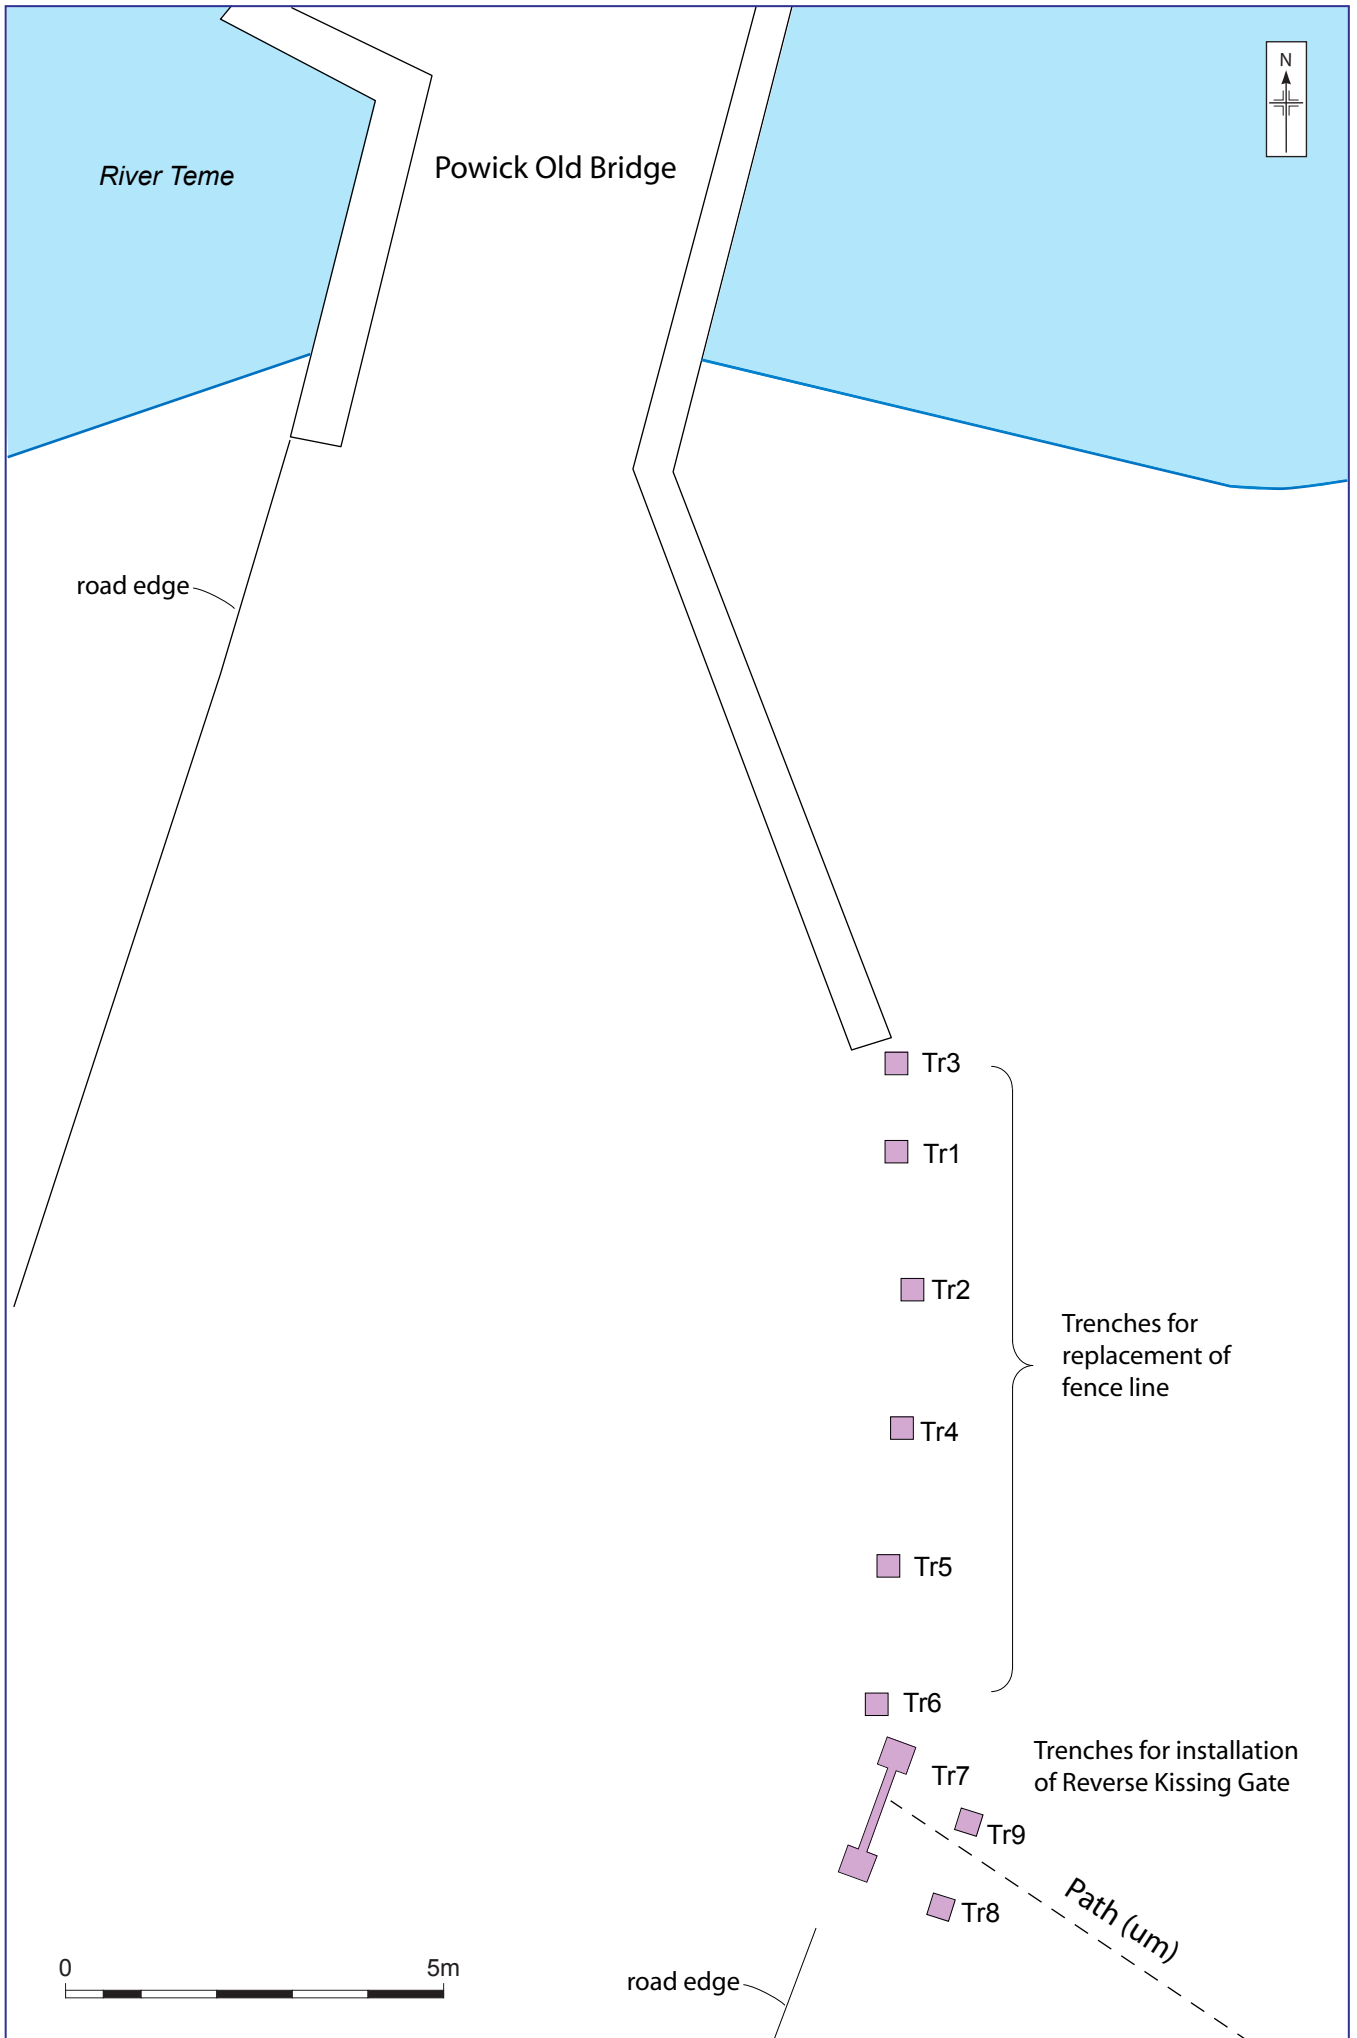 N
River Teme
Powick Old Bridge
road edge
Tr3
Tr1
Tr2
Trenches for
replacement of
fence line
Tr4
Tr5
Tr6
Trenches for installation
of Reverse Kissing Gate
Tr7
Tr9
Path (um)
Tr8
0 5m
road edge